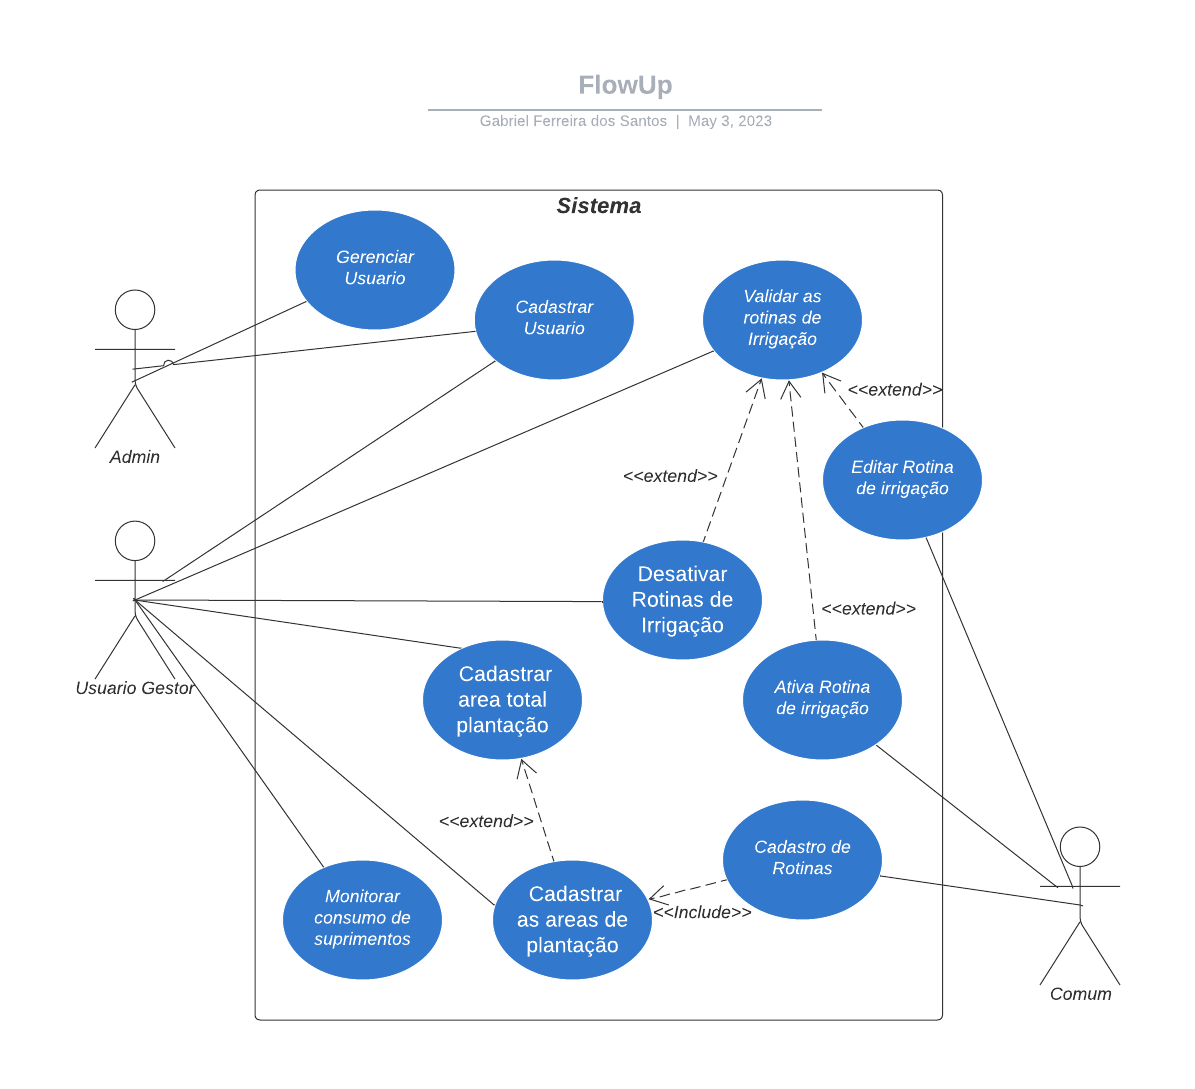 FlowUp
Gabriel Ferreira dos Santos | May 3, 2023
Sistema
Gerenciar
Usuario
Cadastrar
Usuario
Validar as
rotinas de
Irrigação
<<extend>>
Admin
Editar Rotina
de irrigação
<<extend>>
Desativar
Rotinas de
Irrigação
<<extend>>
Usuario Gestor
Cadastrar
area total
plantação
Ativa Rotina
de irrigação
<<extend>>
Cadastro de
Rotinas
Monitorar
consumo de
suprimentos
Cadastrar
as areas de
plantação
<<Include>>
Comum